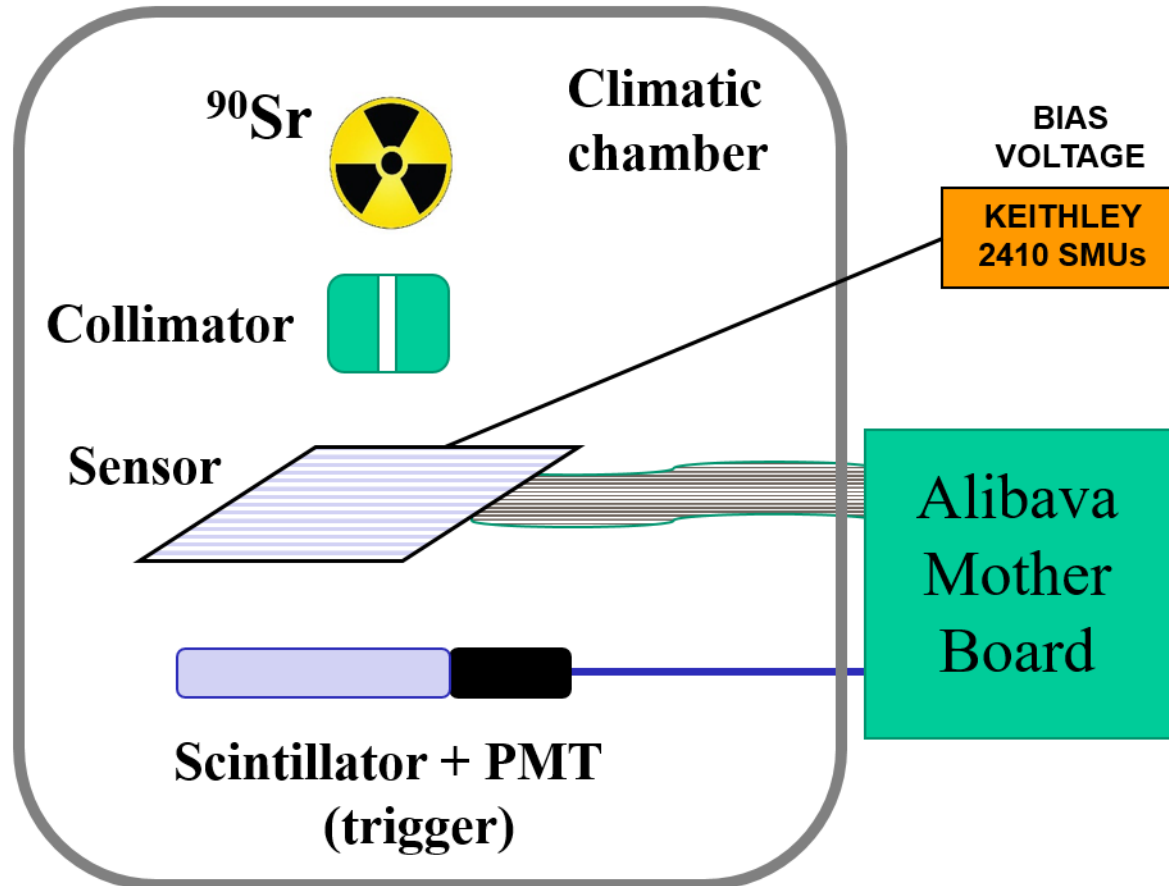 ⁹⁰Sr
Climatic
chamber
BIAS
VOLTAGE
KEITHLEY
2410 SMUs
Collimator
Sensor
Alibava
Mother
Board
Scintillator + PMT
(trigger)